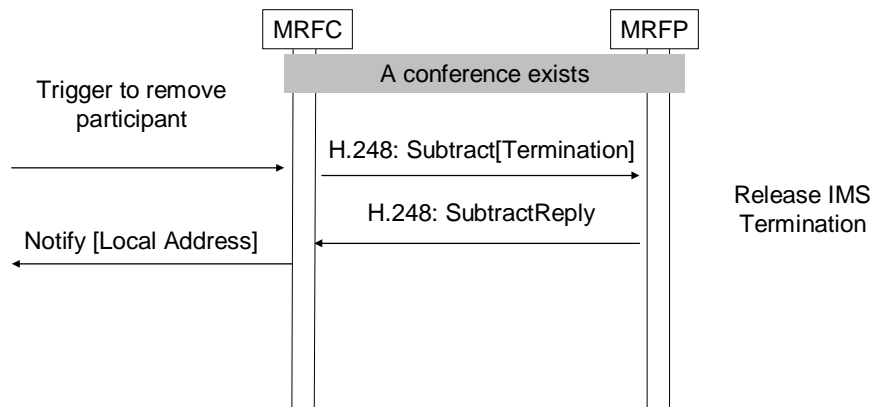 MRFC
MRFP
A conference exists
Trigger to remove
participant
H.248: Subtract[Termination]
Release IMS
Termination
H.248: SubtractReply
Notify [Local Address]